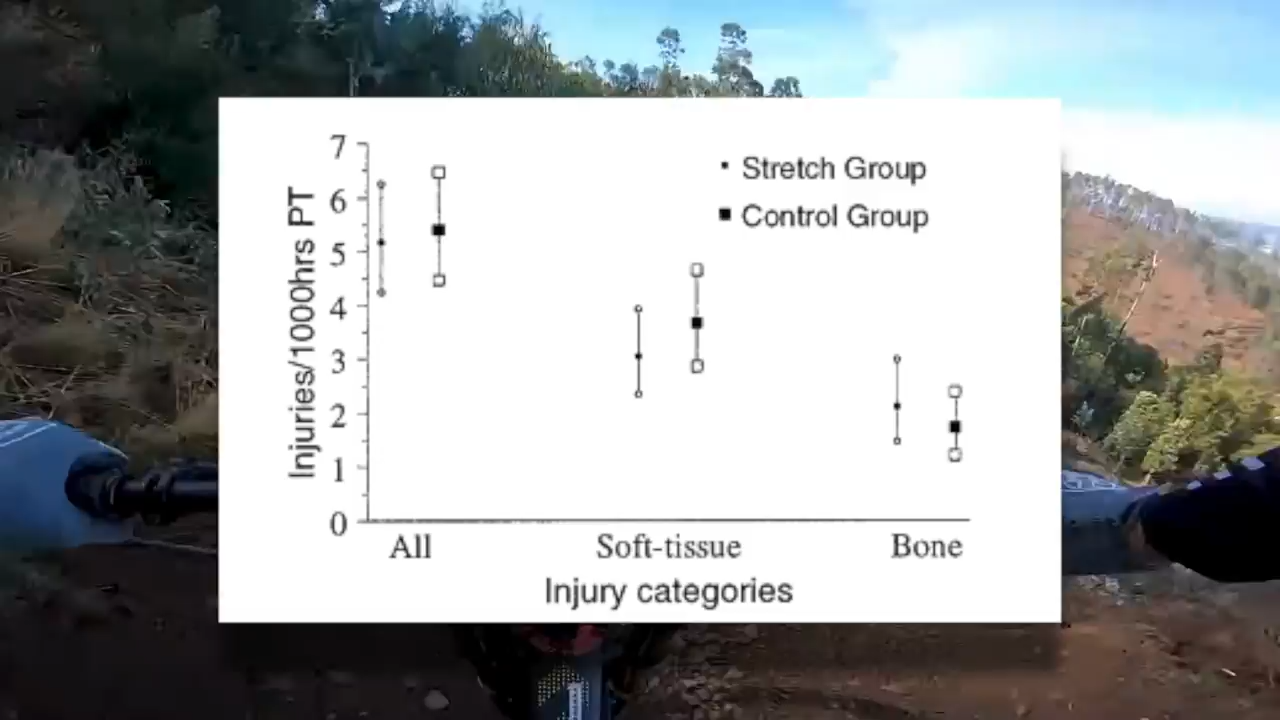 7
6
5
4
3
2
1
0
Injuries/1000hrs PT
Stretch Group
Control Group
All
Soft-tissue
Bone
Injury categories